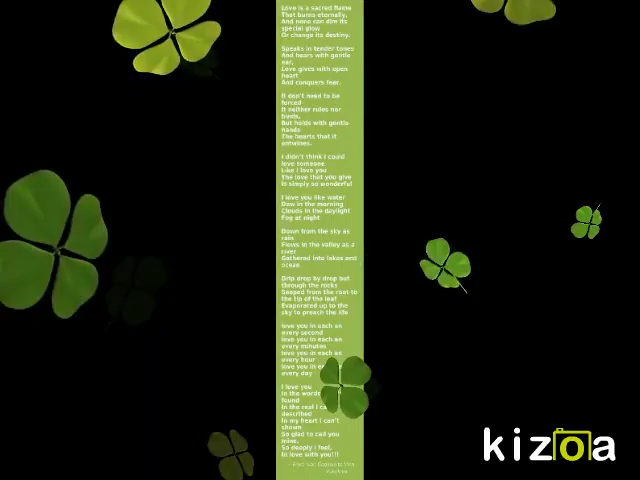 Love is a sacred flame
That burns eternally,
And none can dim its
special glow
Or change its destiny.
Speaks in tender tones
And hears with gentle
ear,
Love gives with open
heart
And conquers fear.
It don't need to be
forced
It neither rules nor
binds,
But holds with gentle
hands
The hearts that it
entwines.
I didn't think I could
love someone
Like I love you
The love that you give
is simply so wonderful
I love you like water
Dew in the morning
Clouds in the daylight
Fog at night
Down from the sky as
rain
Flows in the valley as a
river
Gathered into lakes and
ocean
Drip drop by drop but
through the rocks
Seeped from the root to
the tip of the leaf
Evaporated up to the
sky to preach the life
love you in each an
every second
love you in each an
every minutes
love you in each an
every hour
love you in
every day
I love you
in the words
found
In the real I
described
In my heart I can't
shown
So glad to call you
mine,
So deeply I feel,
In love with you!!!
kizoa